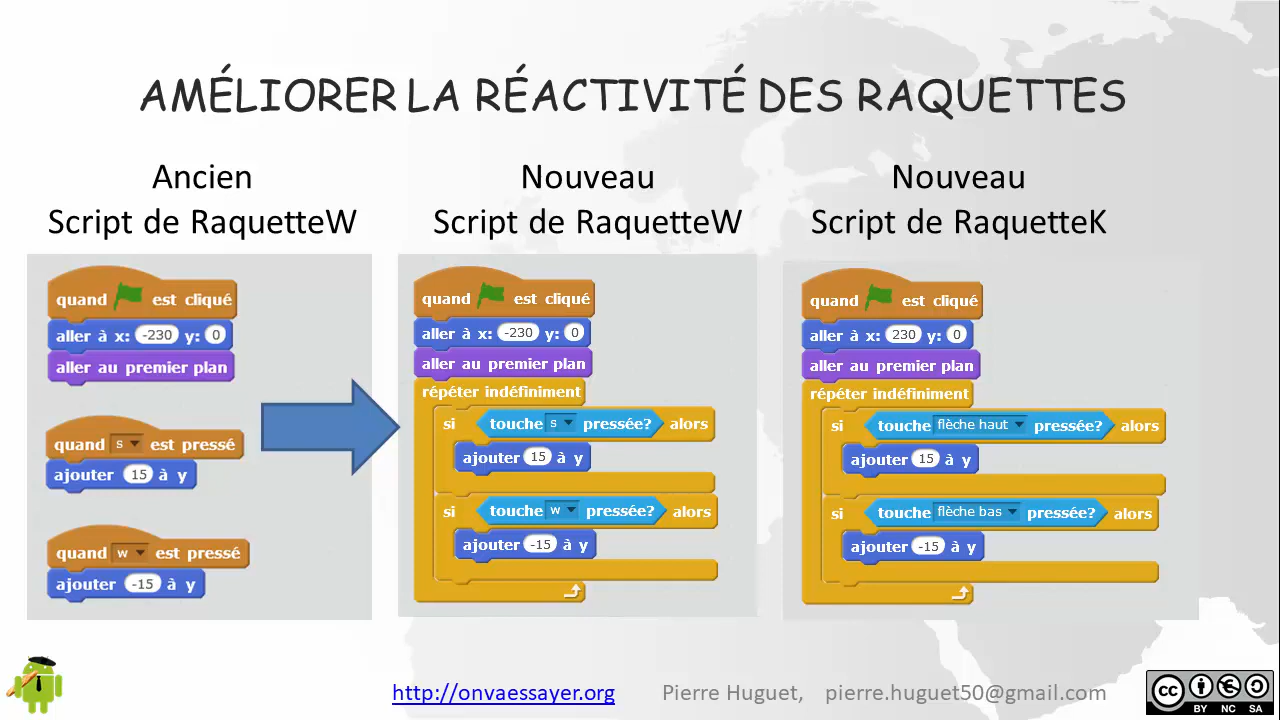 AMÉLIORER LA RÉACTIVITÉ DES RAQUETTES
Ancien
Script de RaquetteW
quand est cliqué
aller à x: -230 y: 0
aller au premier plan
quand s est pressé
ajouter 15 à y
quand w est pressé
ajouter -15 à y
Nouveau
Script de RaquetteW
quand est cliqué
aller à x: -230 y: 0
aller au premier plan
répéter indéfiniment
si touche s pressée? alors
ajouter 15 à y
si touche w pressée? alors
ajouter -15 à y
Nouveau
Script de RaquetteK
quand est cliqué
aller à x: 230 y: 0
aller au premier plan
répéter indéfiniment
si touche flèche haut pressée? alors
ajouter 15 à y
si touche flèche bas pressée? alors
ajouter -15 à y
http://onvaessayer.org Pierre Huguet, pierre.huguet50@gmail.com
cc BY NC SA